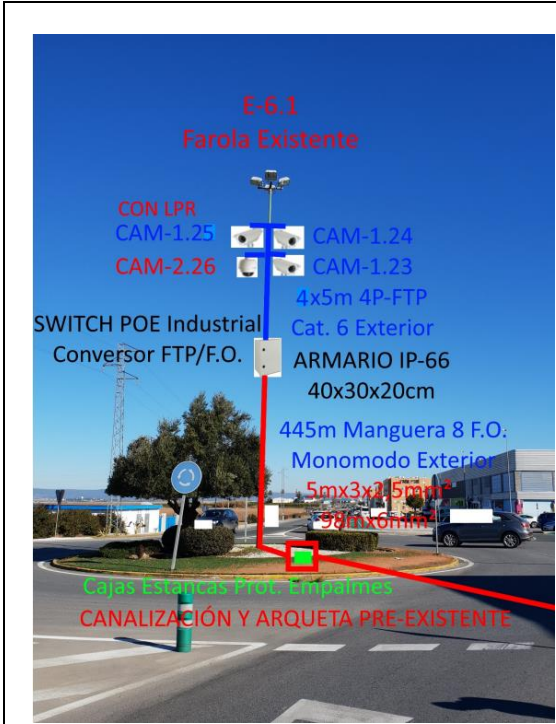 E-6.1
Farola Existente
CON LPR
CAM-1.25
CAM-1.24
CAM-2.26
CAM-1.23
4x5m 4P-FTP
Cat. 6 Exterior
SWITCH POE Industrial
Conversor FTP/F.O.
ARMARIO IP-66
40x30x20cm
445m Manguera 8 F.O.
Monomodo Exterior
5mx3x2,5mm²
98mx6mm²
Cajas Estancas Prot. Empalmes
CANALIZACIÓN Y ARQUETA PRE-EXISTENTE